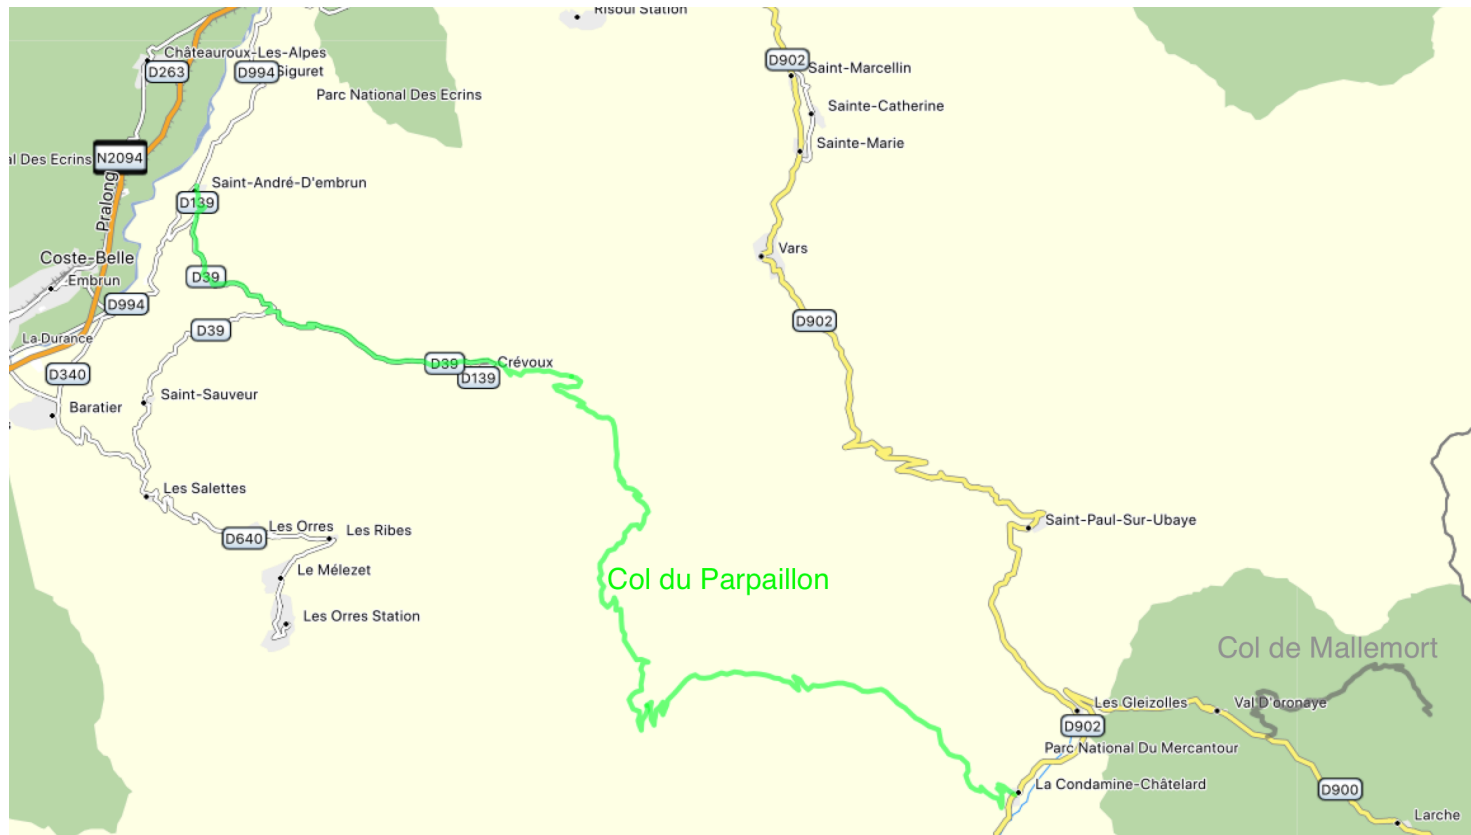 Risoul Station
Châteauroux-Les-Alpes
D263
D994
Siguret
D902
Saint-Marcellin
Parc National Des Ecrins
Sainte-Catherine
Sainte-Marie
al Des Ecrins
N2094
Pralong
Saint-André-D'embrun
D139
Vars
Coste-Belle
Embrun
D39
D994
D902
D39
La Durance
D340
D39
Crévoux
D139
Saint-Sauveur
Baratier
Les Salettes
Les Orres
Les Ribes
D640
Saint-Paul-Sur-Ubaye
Le Mélezet
Col du Parpaillon
Les Orres Station
Col de Mallemort
Les Gleizolles
Val D'oronaye
D902
Parc National Du Mercantour
La Condamine-Châtelard
D900
Larche